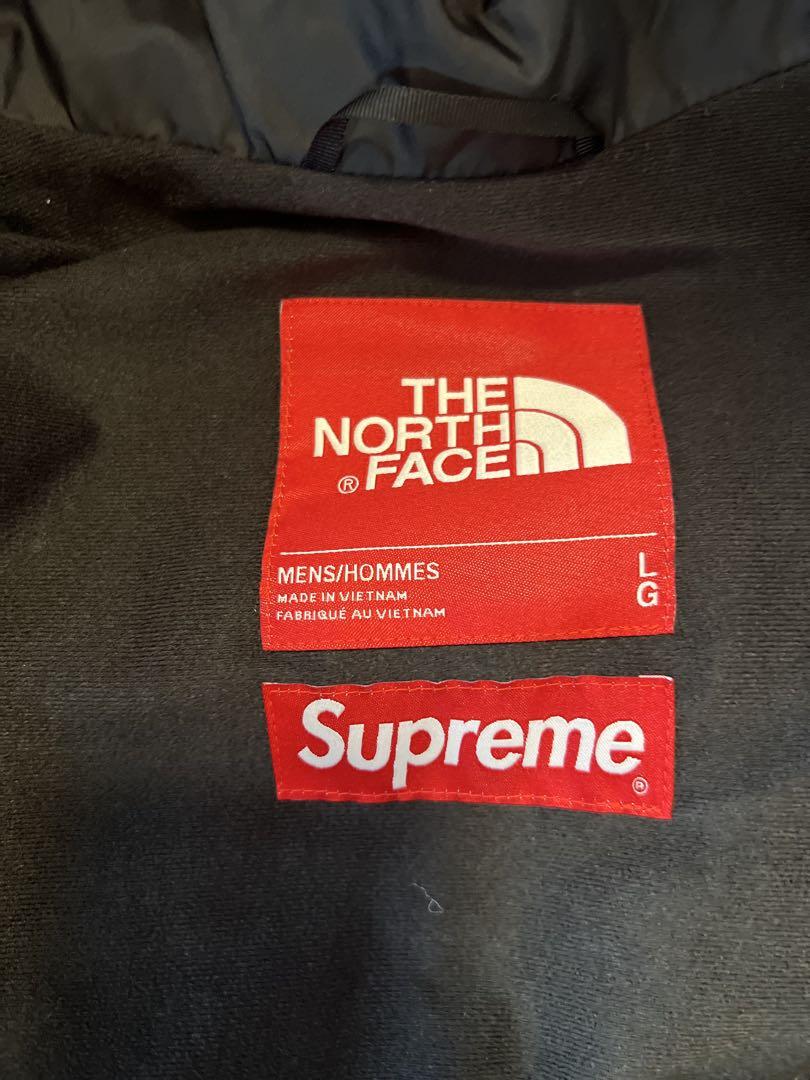 THE
NORTH
® FACE
MENS/HOMMES
MADE IN VIETNAM
FABRIQUÉ AU VIETNAM
L
G
Supreme
®